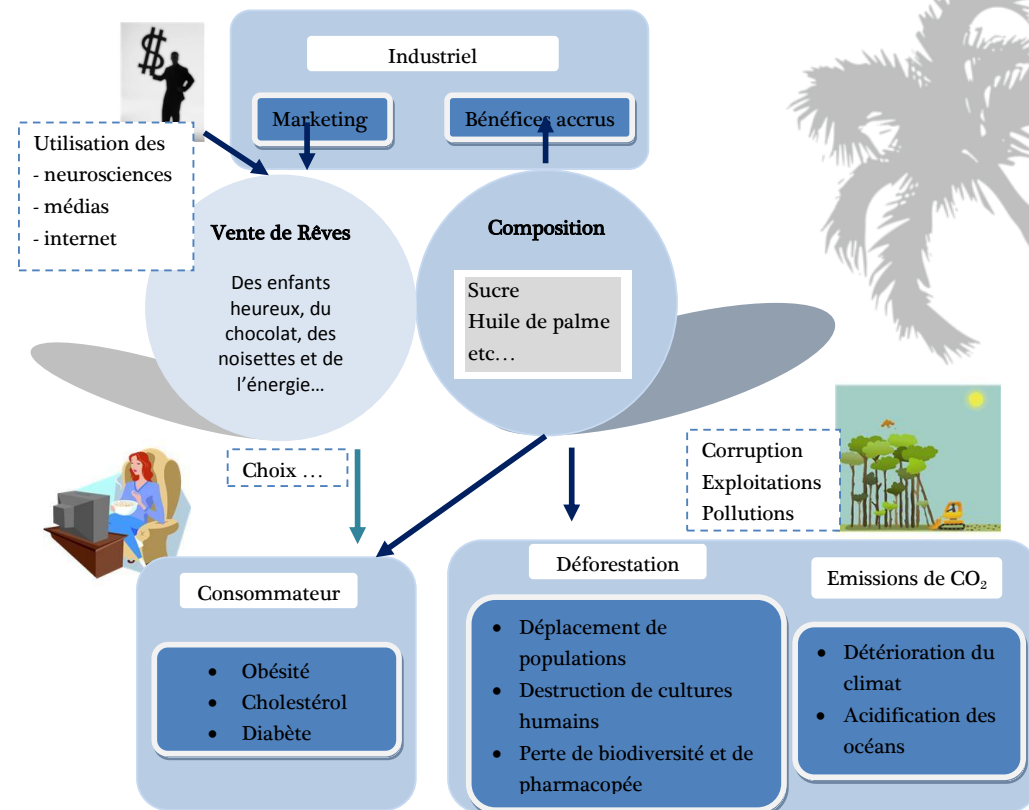 Industriel
Marketing
Bénéfices accrus
Utilisation des
- neurosciences
- médias
- internet
Vente de Rêves
Des enfants
heureux, du
chocolat, des
noisettes et de
l'énergie...
Composition
Sucre
Huile de palme
etc...
Choix ...
Corruption
Exploitations
Pollutions
Consommateur
• Obésité
• Cholestérol
• Diabète
Déforestation
• Déplacement de
populations
• Destruction de cultures
humains
• Perte de biodiversité et de
pharmacopée
Emissions de CO₂
• Détérioration du
climat
• Acidification des
océans